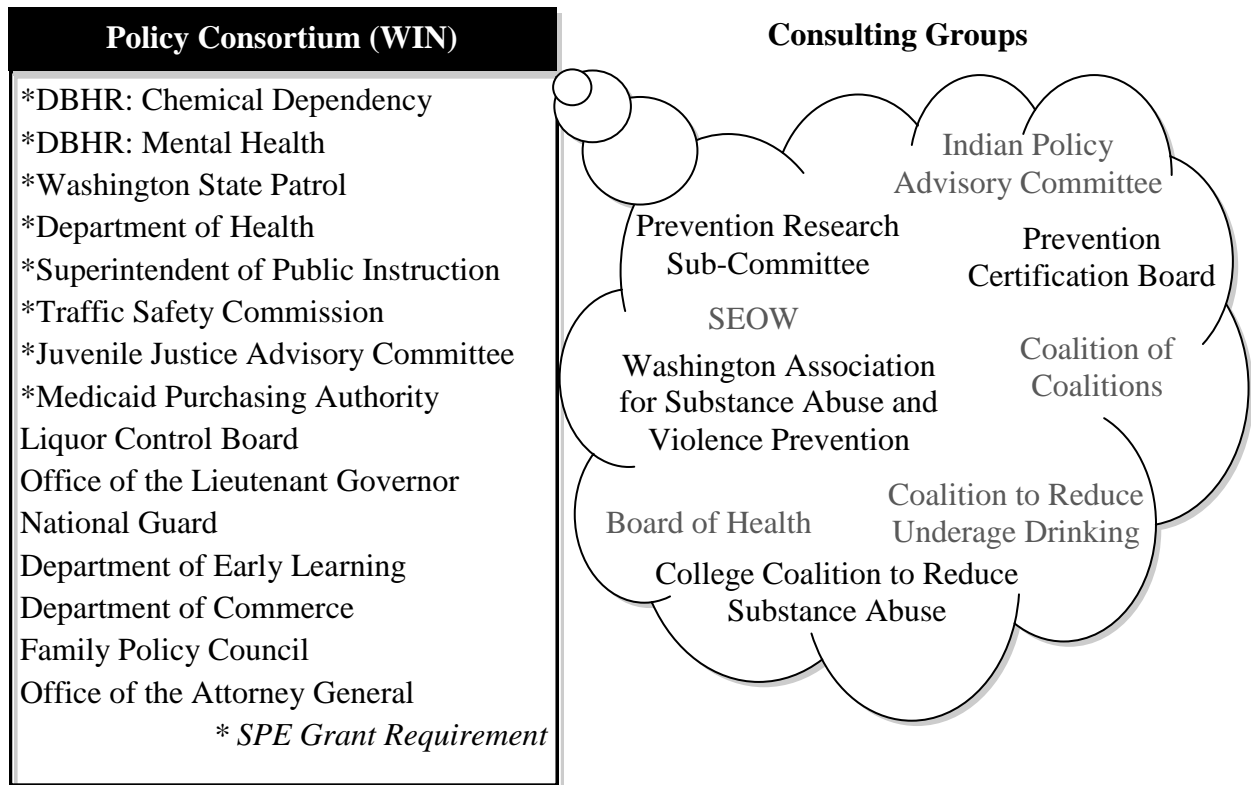 Policy Consortium (WIN)
*DBHR: Chemical Dependency
*DBHR: Mental Health
*Washington State Patrol
*Department of Health
*Superintendent of Public Instruction
*Traffic Safety Commission
*Juvenile Justice Advisory Committee
*Medicaid Purchasing Authority
Liquor Control Board
Office of the Lieutenant Governor
National Guard
Department of Early Learning
Department of Commerce
Family Policy Council
Office of the Attorney General
* SPE Grant Requirement
Consulting Groups
Indian Policy
Advisory Committee
Prevention Research
Sub-Committee
Prevention
Certification Board
SEOW
Coalition of
Coalitions
Washington Association
for Substance Abuse and
Violence Prevention
Board of Health
Coalition to Reduce
Underage Drinking
College Coalition to Reduce
Substance Abuse